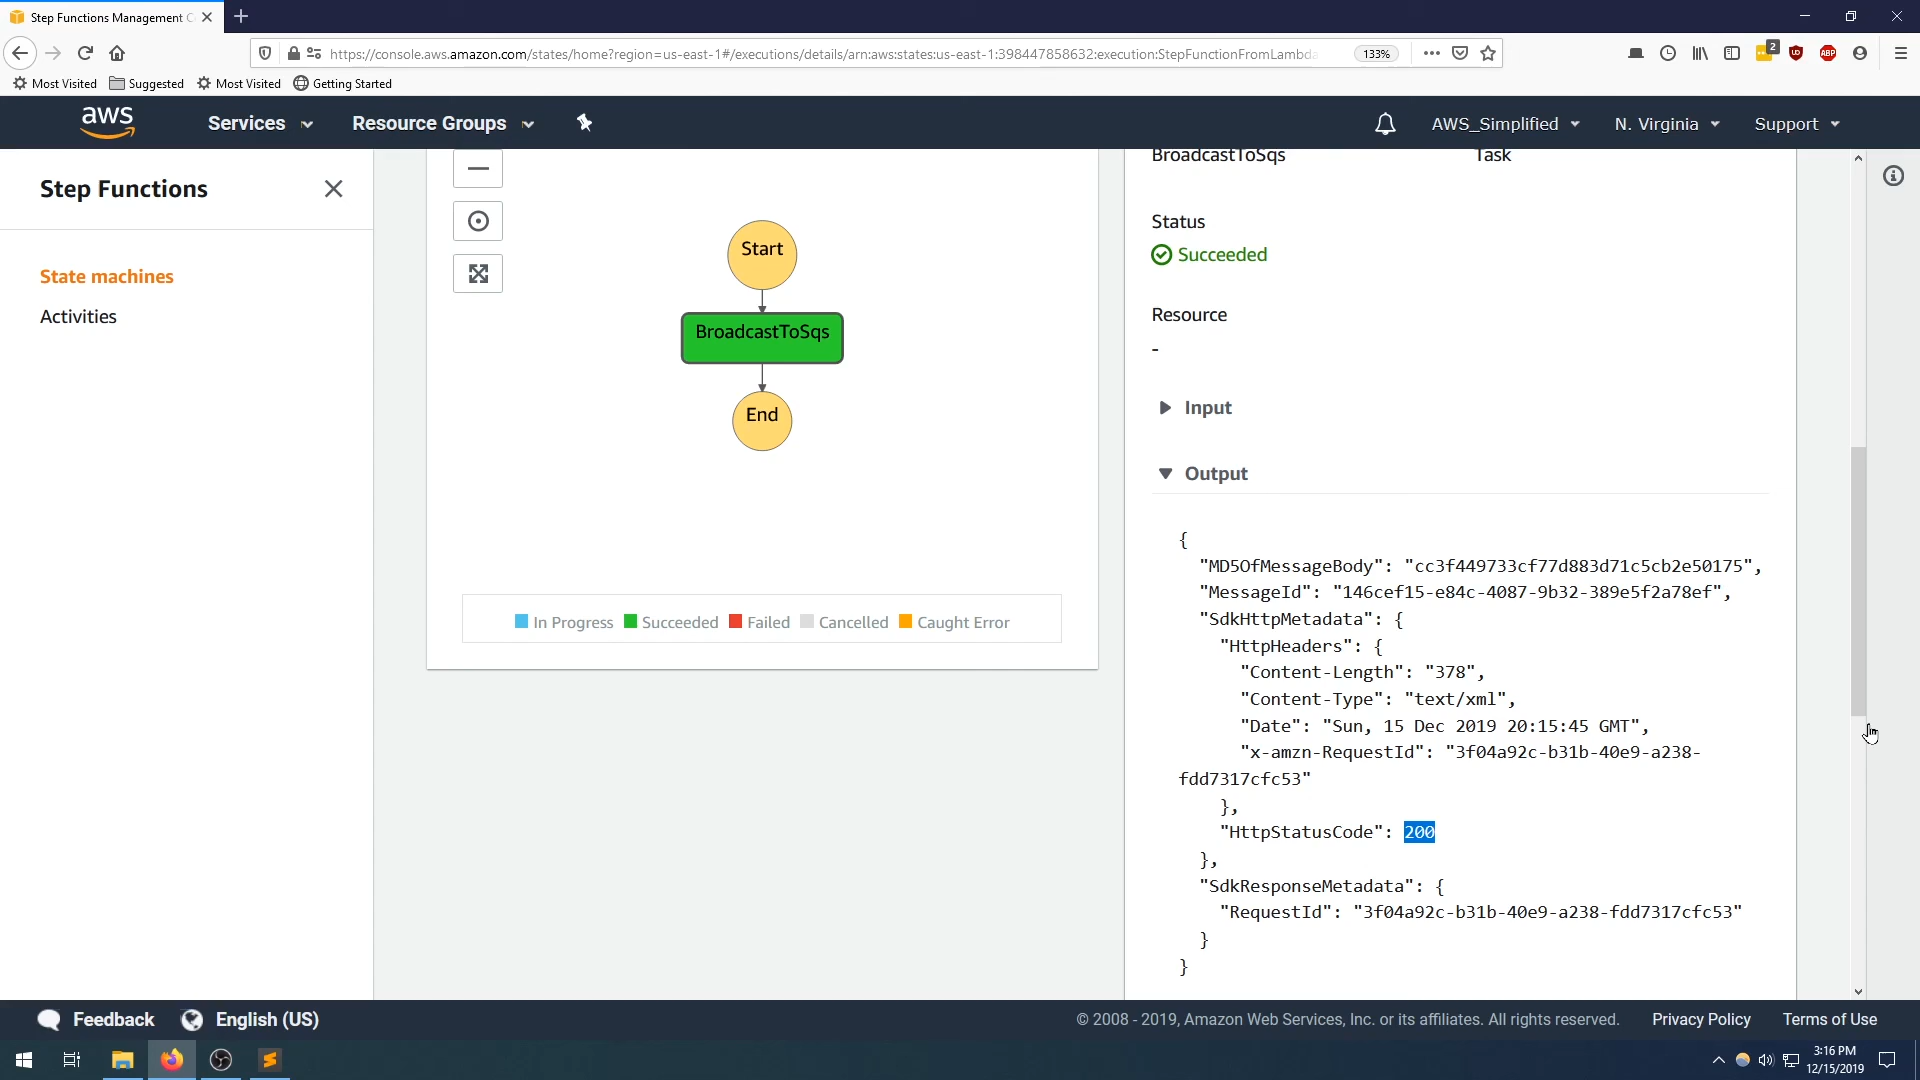 Step Functions Management C
https://console.aws.amazon.com/states/home?region=us-east-1#/executions/details/arn:aws:states:us-east-1:398447858632:execution:StepFunctionFromLambda
133%
2
Most Visited
Suggested
Most Visited
Getting Started
aws
Services
Resource Groups
AWS_Simplified
N. Virginia
Support
Step Functions
State machines
Activities
Start
BroadcastToSqs
End
In Progress
Succeeded
Failed
Cancelled
Caught Error
BroadcastToSqs
Task
Status
Succeeded
Resource
-
Input
Output
{
"MD5OfMessageBody": "cc3f449733cf77d883d71c5cb2e50175",
"MessageId": "146cef15-e84c-4087-9b32-389e5f2a78ef",
"SdkHttpMetadata": {
"HttpHeaders": {
"Content-Length": "378",
"Content-Type": "text/xml",
"Date": "Sun, 15 Dec 2019 20:15:45 GMT",
"x-amzn-RequestId": "3f04a92c-b31b-40e9-a238-
fdd7317cfc53"
},
"HttpStatusCode": 200
},
"SdkResponseMetadata": {
"RequestId": "3f04a92c-b31b-40e9-a238-fdd7317cfc53"
}
}
Feedback
English (US)
© 2008 - 2019, Amazon Web Services, Inc. or its affiliates. All rights reserved.
Privacy Policy
Terms of Use
3:16 PM
12/15/2019